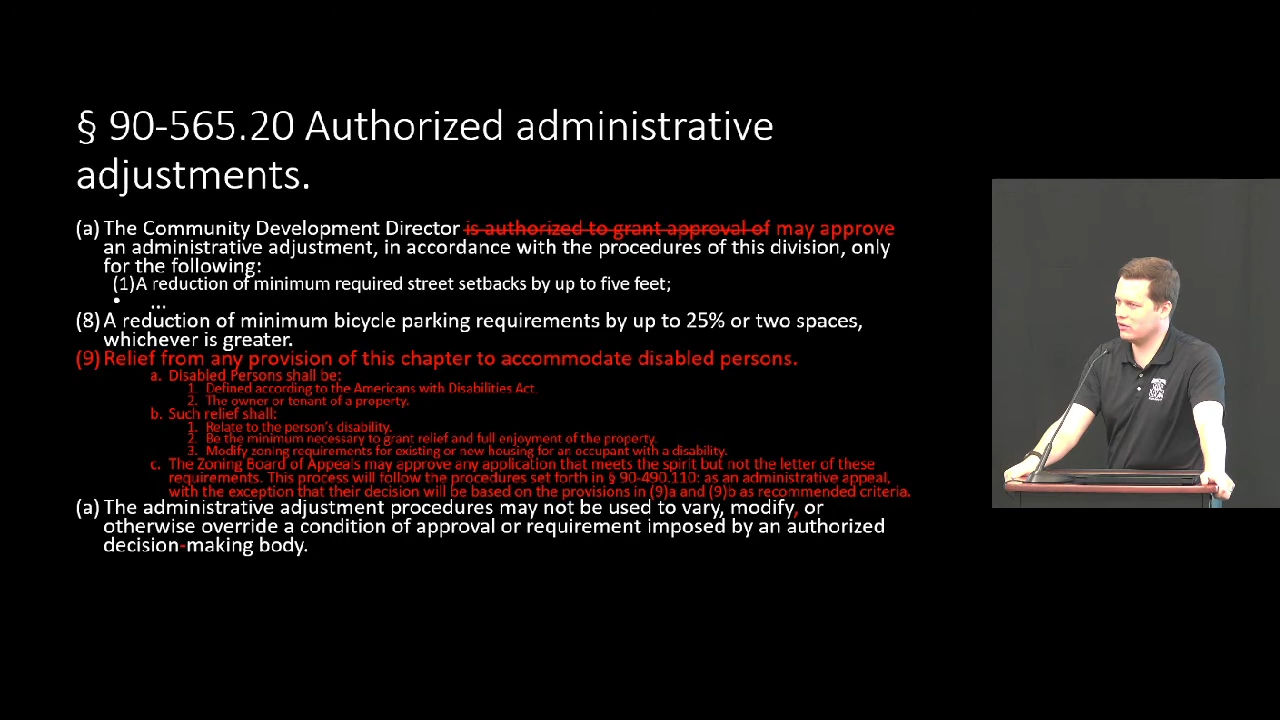 § 90-565.20 Authorized administrative
adjustments.
(a) The Community Development Director is authorized to grant approval of may approve
an administrative adjustment, in accordance with the procedures of this division, only
for the following:
(1)A reduction of minimum required street setbacks by up to five feet;
• ...
(8) A reduction of minimum bicycle parking requirements by up to 25% or two spaces,
whichever is greater.
(9) Relief from any provision of this chapter to accommodate disabled persons.
a. Disabled Persons shall be:
1. Defined according to the Americans with Disabilities Act.
2. The owner or tenant of a property.
b. Such relief shall:
1. Relate to the person's disability.
2. Be the minimum necessary to grant relief and full enjoyment of the property.
3. Modify zoning requirements for existing or new housing for an occupant with a disability.
c. The Zoning Board of Appeals may approve any application that meets the spirit but not the letter of these
requirements. This process will follow the procedures set forth in § 90-490.110: as an administrative appeal,
with the exception that their decision will be based on the provisions in (9)a and (9)b as recommended criteria.
(a) The administrative adjustment procedures may not be used to vary, modify, or
otherwise override a condition of approval or requirement imposed by an authorized
decision-making body.